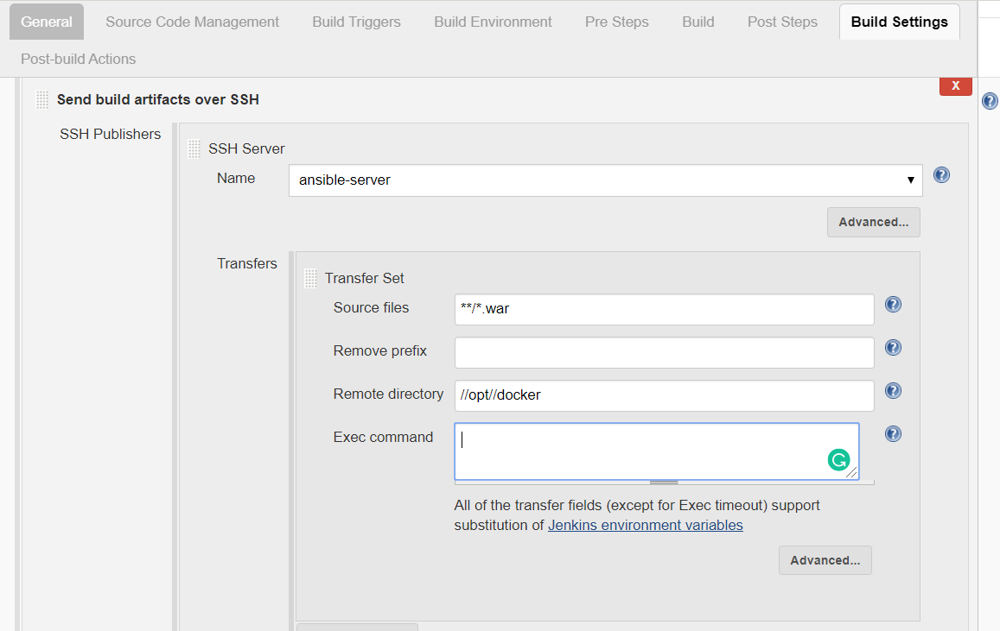 General Source Code Management Build Triggers Build Environment Pre Steps Build Post Steps Build Settings
Post-build Actions
Send build artifacts over SSH
X
SSH Publishers
SSH Server
Name ansible-server
Advanced...
Transfers
Transfer Set
Source files **/*.war
Remove prefix
Remote directory //opt//docker
Exec command
All of the transfer fields (except for Exec timeout) support
substitution of Jenkins environment variables
Advanced...